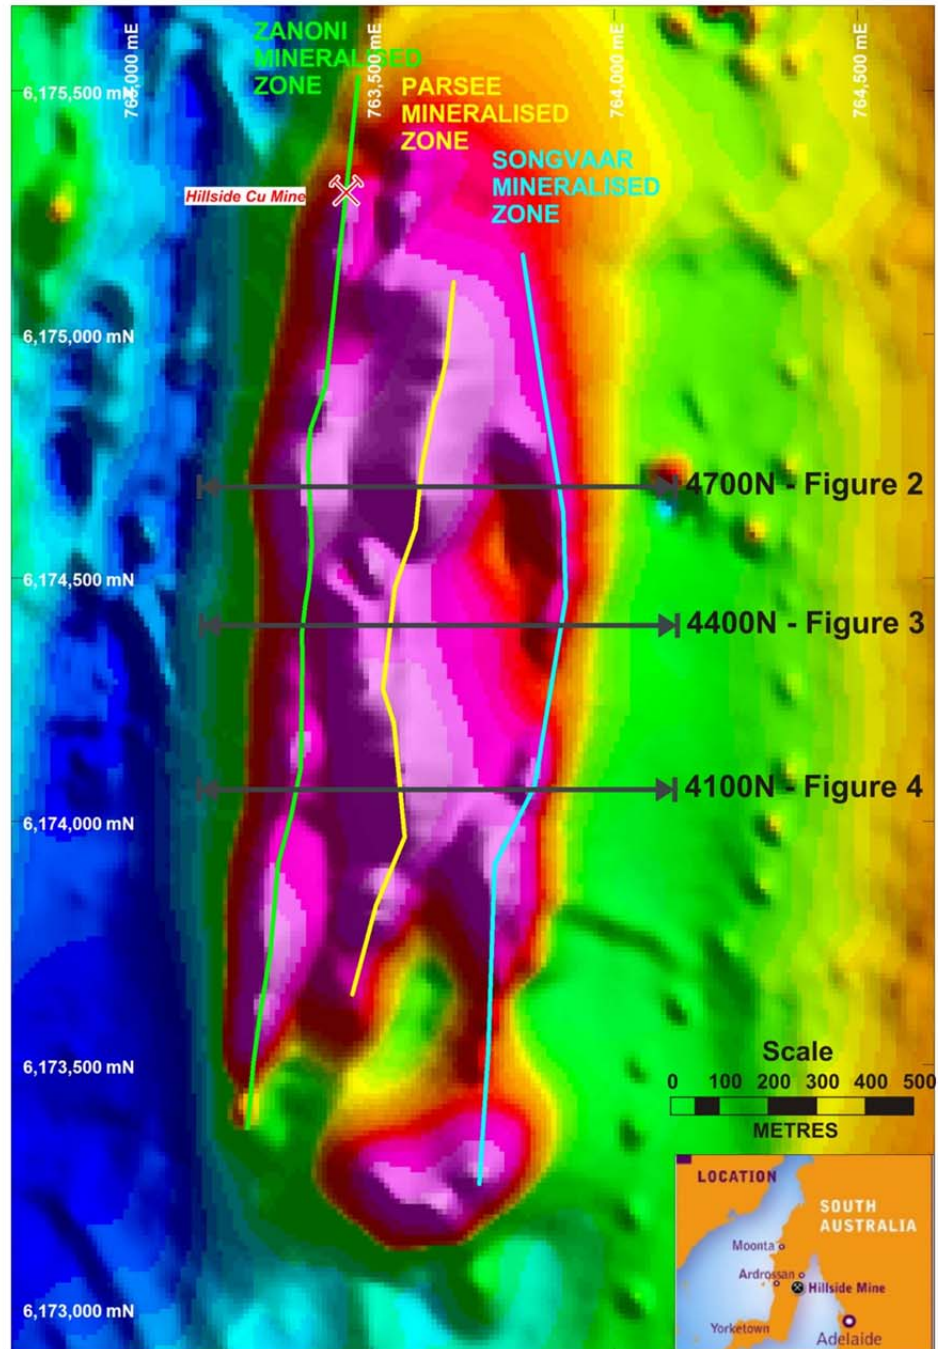 ZANONI
MINERALISED
ZONE
PARSEE
MINERALISED
ZONE
SONGVAAR
MINERALISED
ZONE
763,000 mE
763,500 mE
764,000 mE
764,500 mE
6,175,500 mN
Hillside Cu Mine
6,175,000 mN
4700N - Figure 2
6,174,500 mN
4400N - Figure 3
4100N - Figure 4
6,174,000 mN
6,173,500 mN
Scale
0 100 200 300 400 500
METRES
6,173,000 mN
LOCATION
SOUTH
AUSTRALIA
Moonta
Ardrossan
Hillside Mine
Yorketown
Adelaide